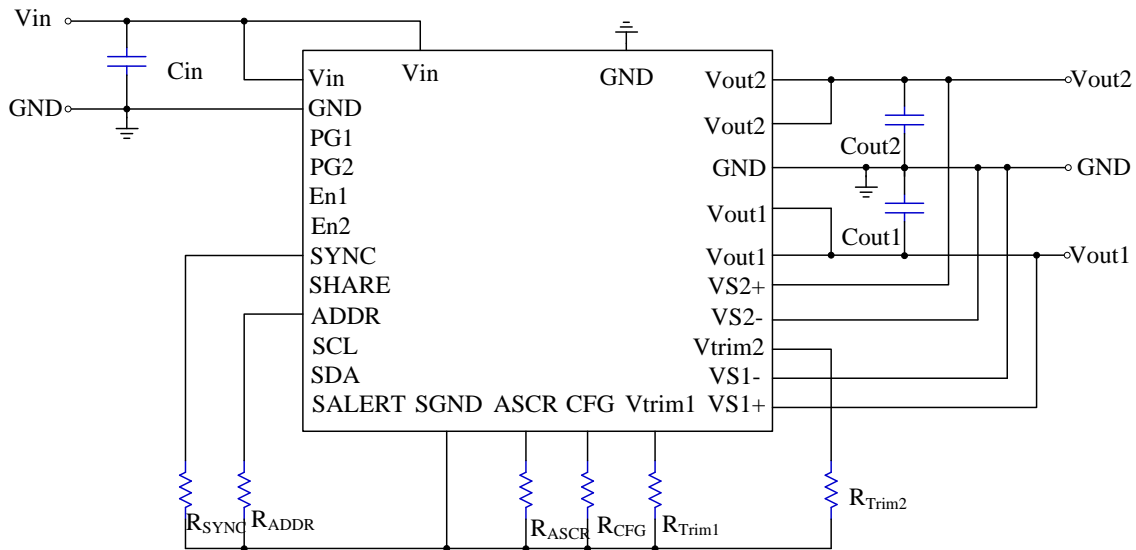 Vin
Cin
GND
Vin
Vin
GND
GND
PG1
PG2
En1
En2
SYNC
SHARE
ADDR
SCL
SDA
SALERT SGND ASCR CFG Vtrim1
Vout2
Vout2
GND
Vout1
Vout1
VS2+
VS2-
Vtrim2
VS1-
VS1+
Vout2
Cout2
GND
Cout1
Vout1
RSYNC
RADDR
RASCR
RCFG
RTrim1
RTrim2